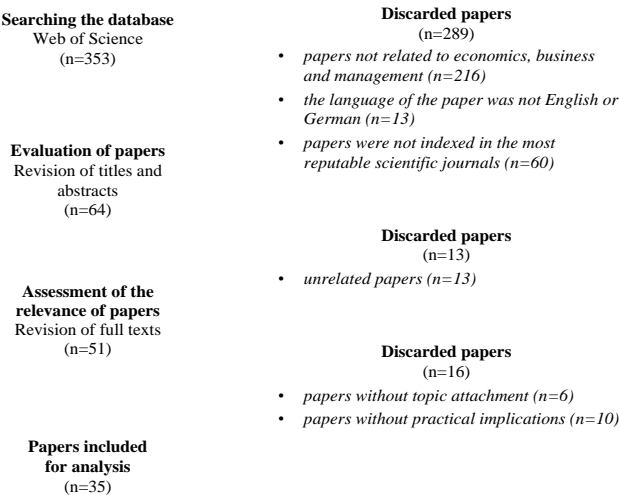 Searching the database
Web of Science
(n=353)
Discarded papers
(n=289)
• papers not related to economics, business
and management (n=216)
• the language of the paper was not English or
German (n=13)
• papers were not indexed in the most
reputable scientific journals (n=60)
Evaluation of papers
Revision of titles and
abstracts
(n=64)
Discarded papers
(n=13)
• unrelated papers (n=13)
Assessment of the
relevance of papers
Revision of full texts
(n=51)
Discarded papers
(n=16)
• papers without topic attachment (n=6)
• papers without practical implications (n=10)
Papers included
for analysis
(n=35)